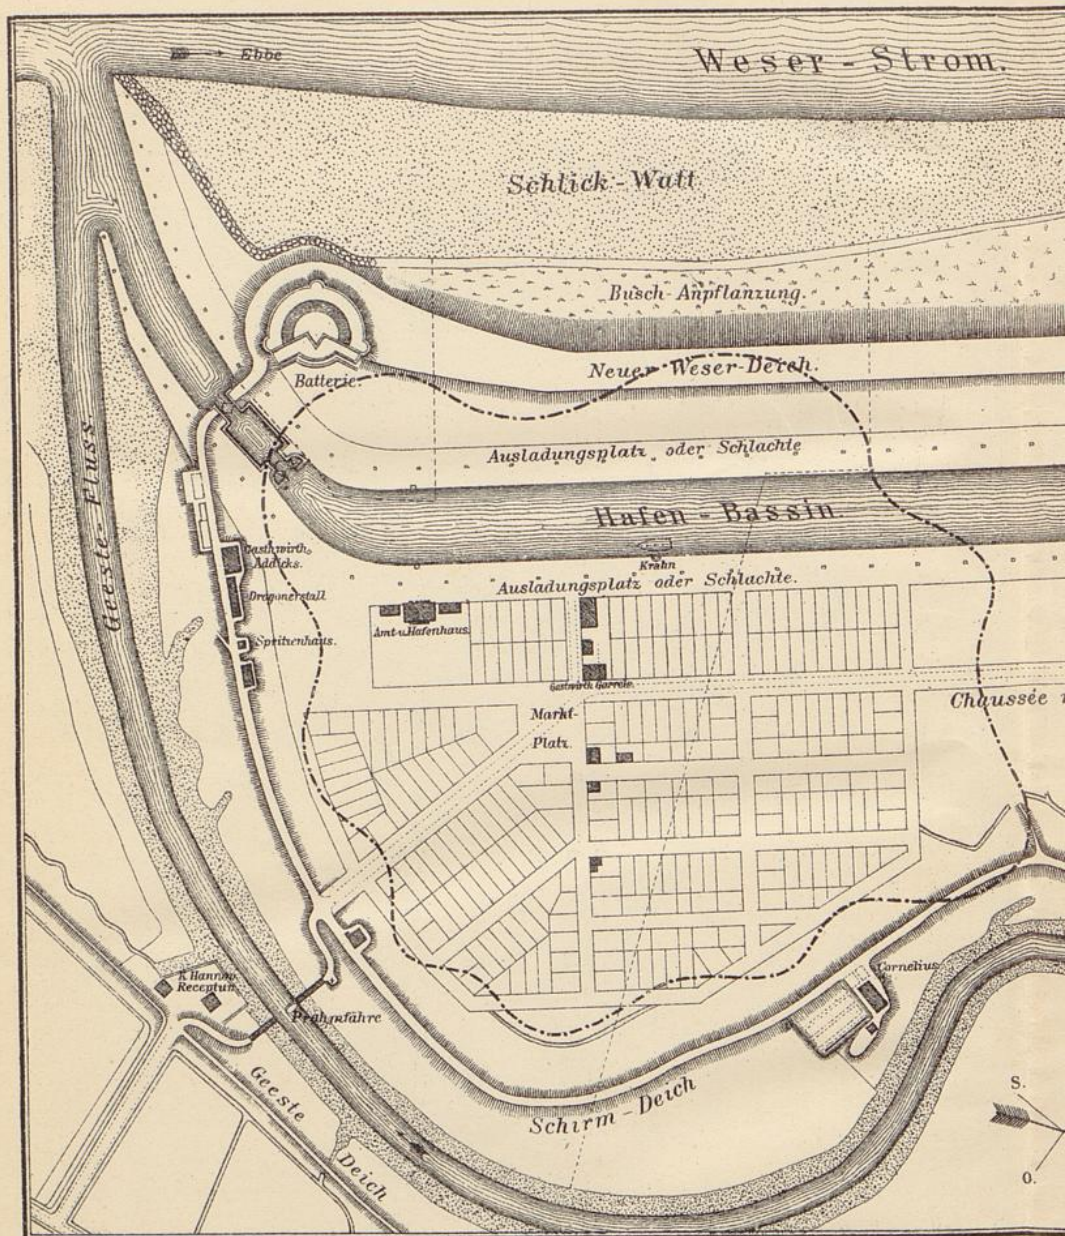 Ebbe
Weser-Strom.
Schlick-Watt
Busch-Anpflanzung.
Neuer Weser-Deich.
Batterie.
Ausladungsplatz oder Schlachte
Hafen-Bassin.
Krahn
Ausladungsplatz oder Schlachte.
Geeste-Fluss.
Gasthwirth
Addicks.
Dragonerstall
Spritzenhaus.
Amt-u.Hafenhaus.
Gastwirth Garrels.
Markt-
Platz.
Chaussée
Cornelius
K. Hannov.
Receptur.
Prahmfähre
Geeste
Deich
Schirm-Deich
S.
O.